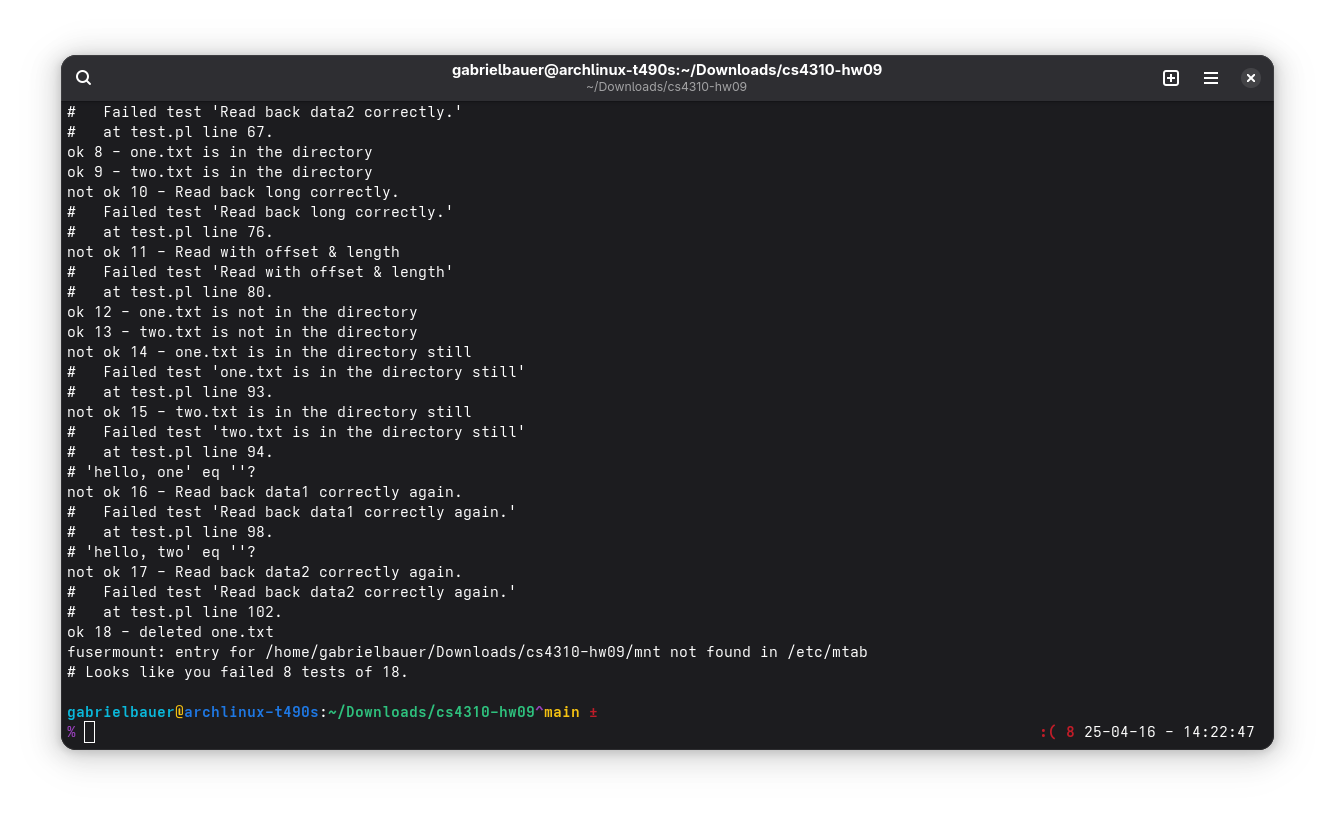 gabrielbauer@archlinux-t490s:~/Downloads/cs4310-hw09
~/Downloads/cs4310-hw09
#   Failed test 'Read back data2 correctly.'
#   at test.pl line 67.
ok 8 - one.txt is in the directory
ok 9 - two.txt is in the directory
not ok 10 - Read back long correctly.
#   Failed test 'Read back long correctly.'
#   at test.pl line 76.
not ok 11 - Read with offset & length
#   Failed test 'Read with offset & length'
#   at test.pl line 80.
ok 12 - one.txt is not in the directory
ok 13 - two.txt is not in the directory
not ok 14 - one.txt is in the directory still
#   Failed test 'one.txt is in the directory still'
#   at test.pl line 93.
not ok 15 - two.txt is in the directory still
#   Failed test 'two.txt is in the directory still'
#   at test.pl line 94.
# 'hello, one' eq ''?
not ok 16 - Read back data1 correctly again.
#   Failed test 'Read back data1 correctly again.'
#   at test.pl line 98.
# 'hello, two' eq ''?
not ok 17 - Read back data2 correctly again.
#   Failed test 'Read back data2 correctly again.'
#   at test.pl line 102.
ok 18 - deleted one.txt
fusermount: entry for /home/gabrielbauer/Downloads/cs4310-hw09/mnt not found in /etc/mtab
# Looks like you failed 8 tests of 18.
gabrielbauer@archlinux-t490s:~/Downloads/cs4310-hw09^main ±
% :( 8 25-04-16 - 14:22:47